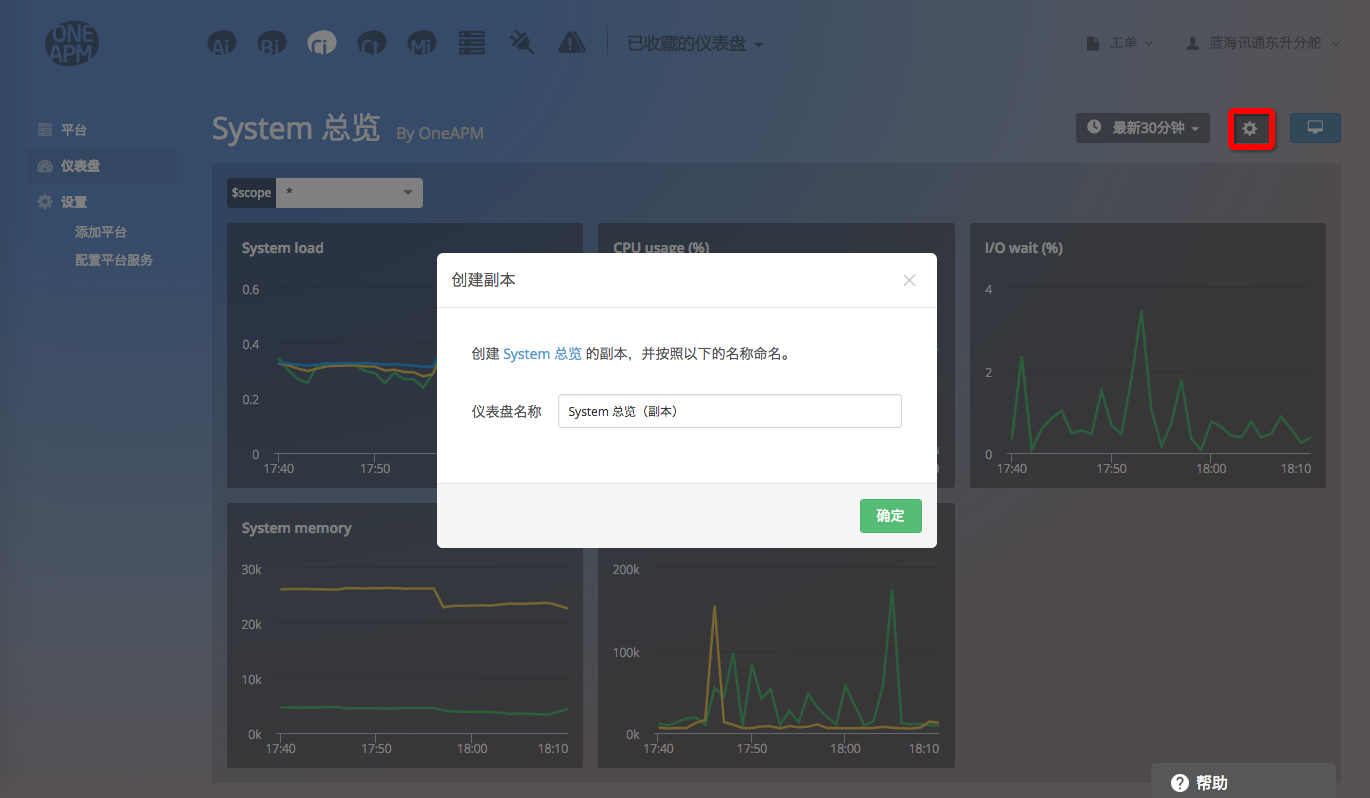 ONE
APM
Ai
Bi
Ci
Ct
Mi
已收藏的仪表盘
工单
蓝海讯通东升分舵
平台
仪表盘
设置
添加平台
配置平台服务
System 总览 By OneAPM
最新30分钟
$scope *
System load
0.6
0.4
0.2
0
17:40 17:50
CPU usage (%)
I/O wait (%)
4
2
0
17:40 17:50 18:00 18:10
创建副本
×
创建 System 总览 的副本，并按照以下的名称命名。
仪表盘名称 System 总览（副本）
确定
System memory
30k
20k
10k
0k
17:40 17:50 18:00 18:10
200k
100k
0k
17:40 17:50 18:00 18:10
? 帮助